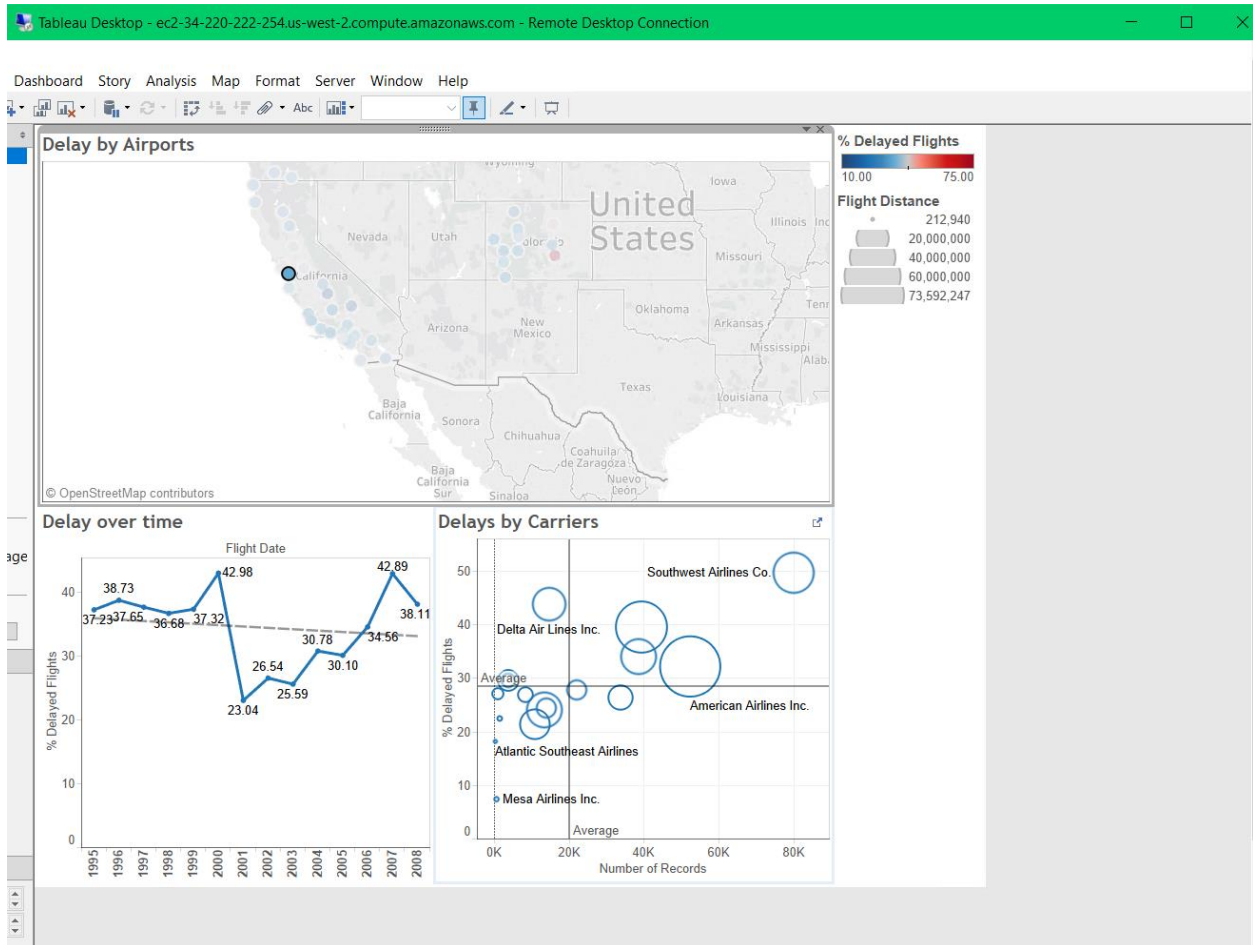 Tableau Desktop - ec2-34-220-222-254.us-west-2.compute.amazonaws.com - Remote Desktop Connection
Dashboard Story Analysis Map Format Server Window Help
Abc
Delay by Airports
Wyoming
Iowa
United
States
Nevada
Utah
Illinois
California
Missouri
Oklahoma
Arizona
New
Mexico
Arkansas
Mississippi
Texas
Louisiana
Baja
California
Sonora
Chihuahua
Coahuila
de Zaragoza
Baja
California
Sur
Nuevo
León
Sinaloa
© OpenStreetMap contributors
% Delayed Flights
10.00 75.00
Flight Distance
212,940
20,000,000
40,000,000
60,000,000
73,592,247
age
Delay over time
Flight Date
% Delayed Flights
40
30
20
10
0
37.23
38.73
37.65
36.68
37.32
42.98
23.04
26.54
25.59
30.78
30.10
34.56
42.89
38.11
1995 1996 1997 1998 1999 2000 2001 2002 2003 2004 2005 2006 2007 2008
Delays by Carriers
% Delayed Flights
50
40
30
20
10
0
Southwest Airlines Co.
Delta Air Lines Inc.
Average
American Airlines Inc.
Atlantic Southeast Airlines
Mesa Airlines Inc.
Average
0K 20K 40K 60K 80K
Number of Records